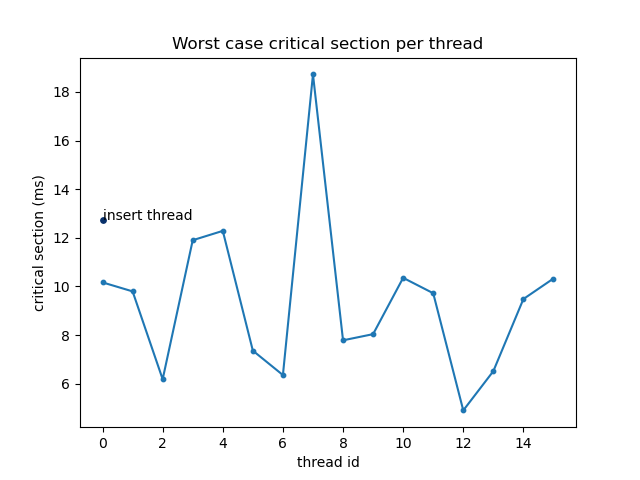 Worst case critical section per thread
18
16
14
insert thread
12
10
8
6
critical section (ms)
0 2 4 6 8 10 12 14
thread id